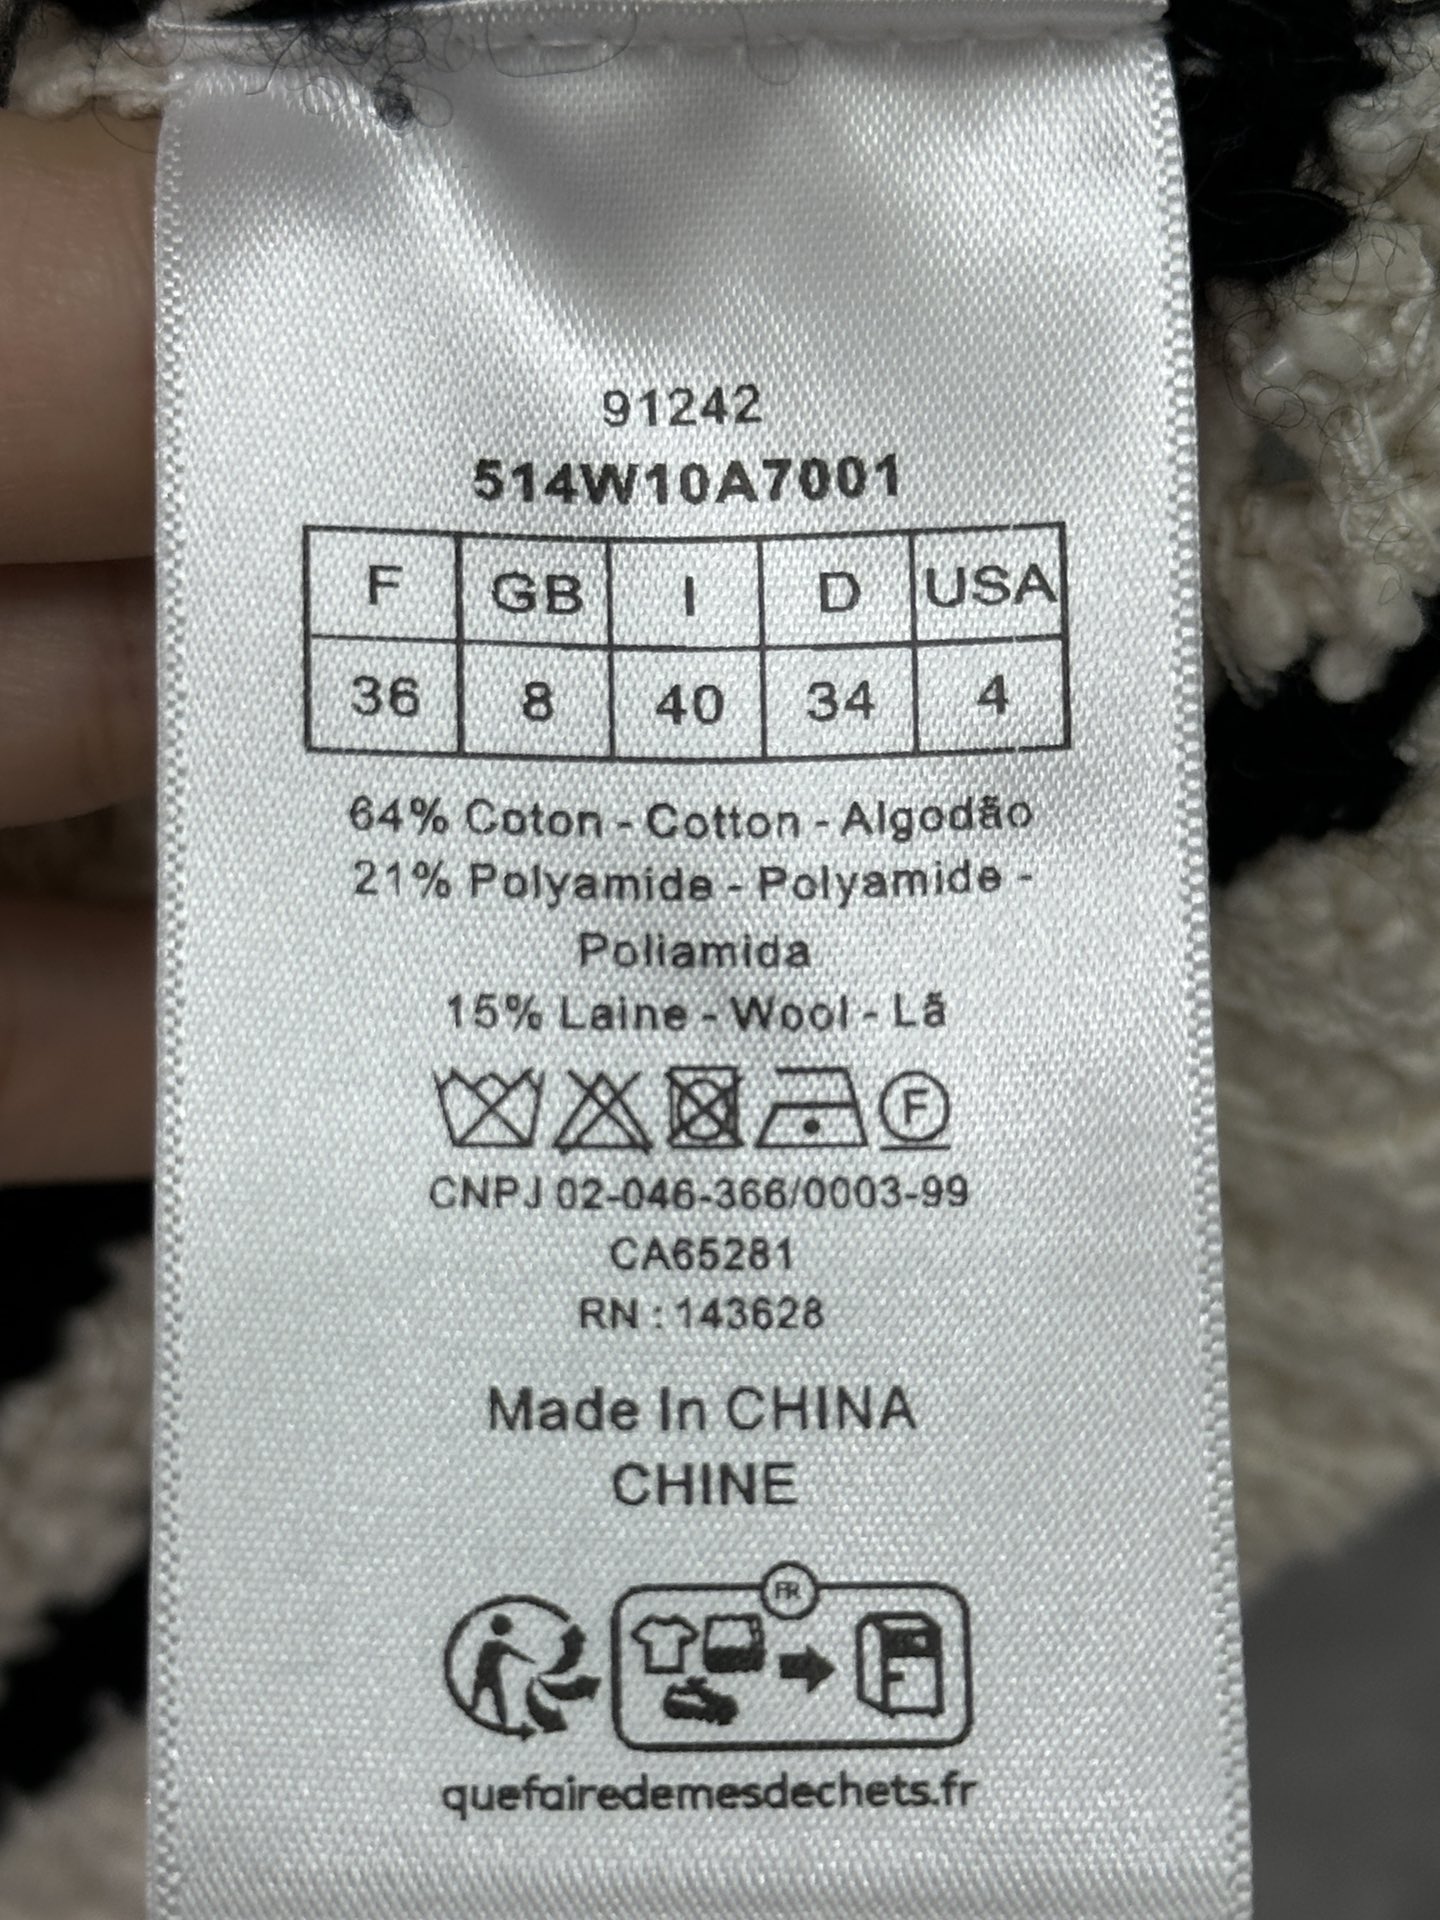 91242
514W10A7001
F GB I D USA
36 8 40 34 4
64% Coton - Cotton - Algodão
21% Polyamide - Polyamide -
Poliamida
15% Laine - Wool - Lã
F
CNPJ 02-046-366/0003-99
CA65281
RN : 143628
Made In CHINA
CHINE
FR
quefairedemesdechets.fr